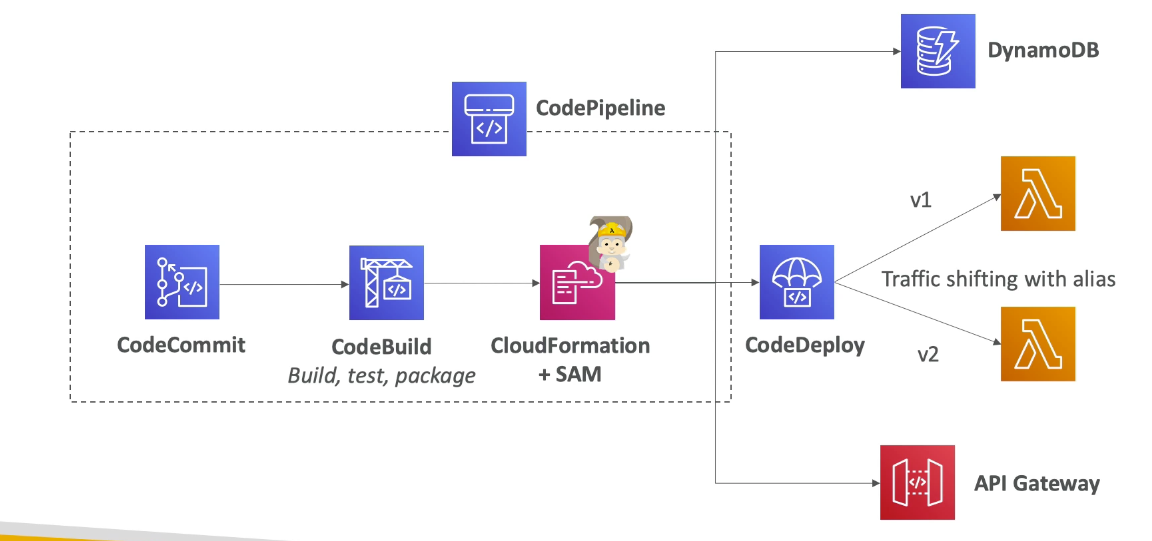 DynamoDB
CodePipeline
v1
Traffic shifting with alias
CodeCommit
CodeBuild
Build, test, package
CloudFormation
+ SAM
CodeDeploy
v2
API Gateway